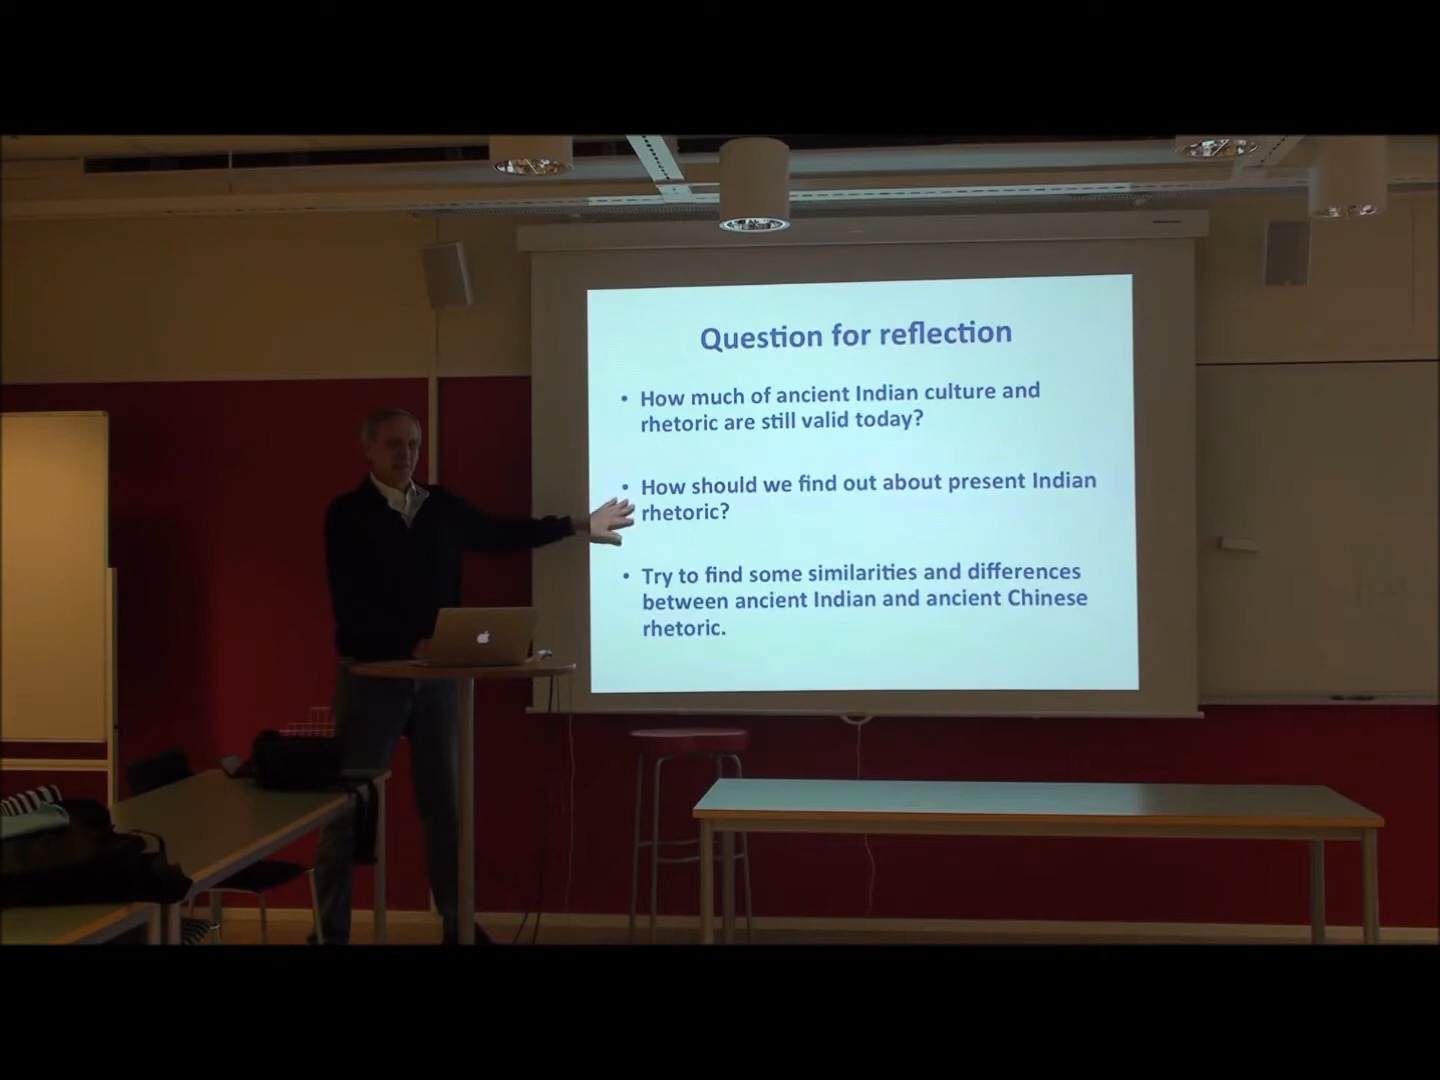 Question for reflection
• How much of ancient Indian culture and
rhetoric are still valid today?
• How should we find out about present Indian
rhetoric?
• Try to find some similarities and differences
between ancient Indian and ancient Chinese
rhetoric.